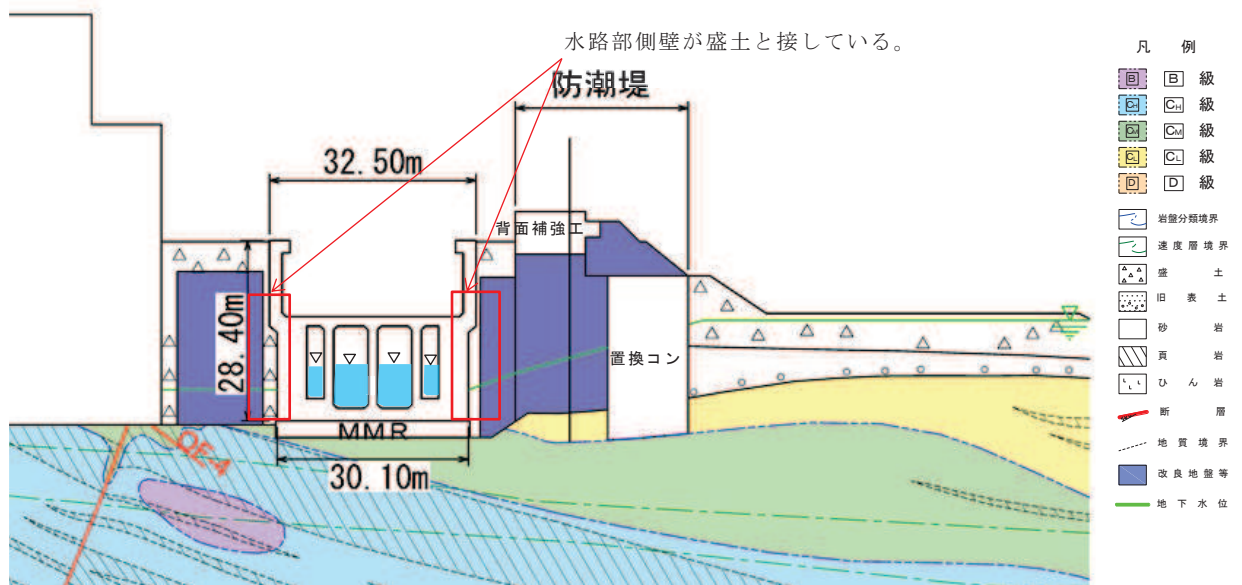 水路部側壁が盛土と接している。
防潮堤
32.50m
背面補強工
28.40m
置換コン
MMR
30.10m
OF-4
凡 例
B B 級
CH CH 級
CM CM 級
CL CL 級
D D 級
岩盤分類境界
速度層境界
盛 土
旧 表 土
砂 岩
頁 岩
ひ ん 岩
断 層
地 質 境 界
改 良 地 盤 等
地 下 水 位